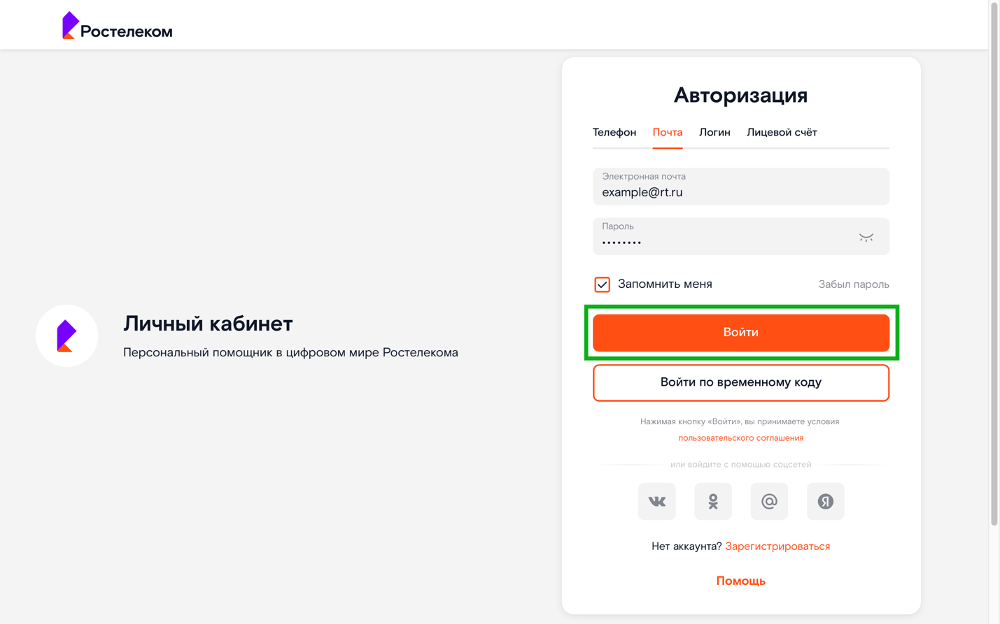 Ростелеком
Авторизация
Телефон Почта Логин Лицевой счёт
Электронная почта
example@rt.ru
Пароль
••••••••
Запомнить меня Забыл пароль
Войти
Войти по временному коду
Личный кабинет
Персональный помощник в цифровом мире Ростелекома
Нажимая кнопку «Войти», вы принимаете условия
пользовательского соглашения
или войдите с помощью соцсетей
Нет аккаунта? Зарегистрироваться
Помощь